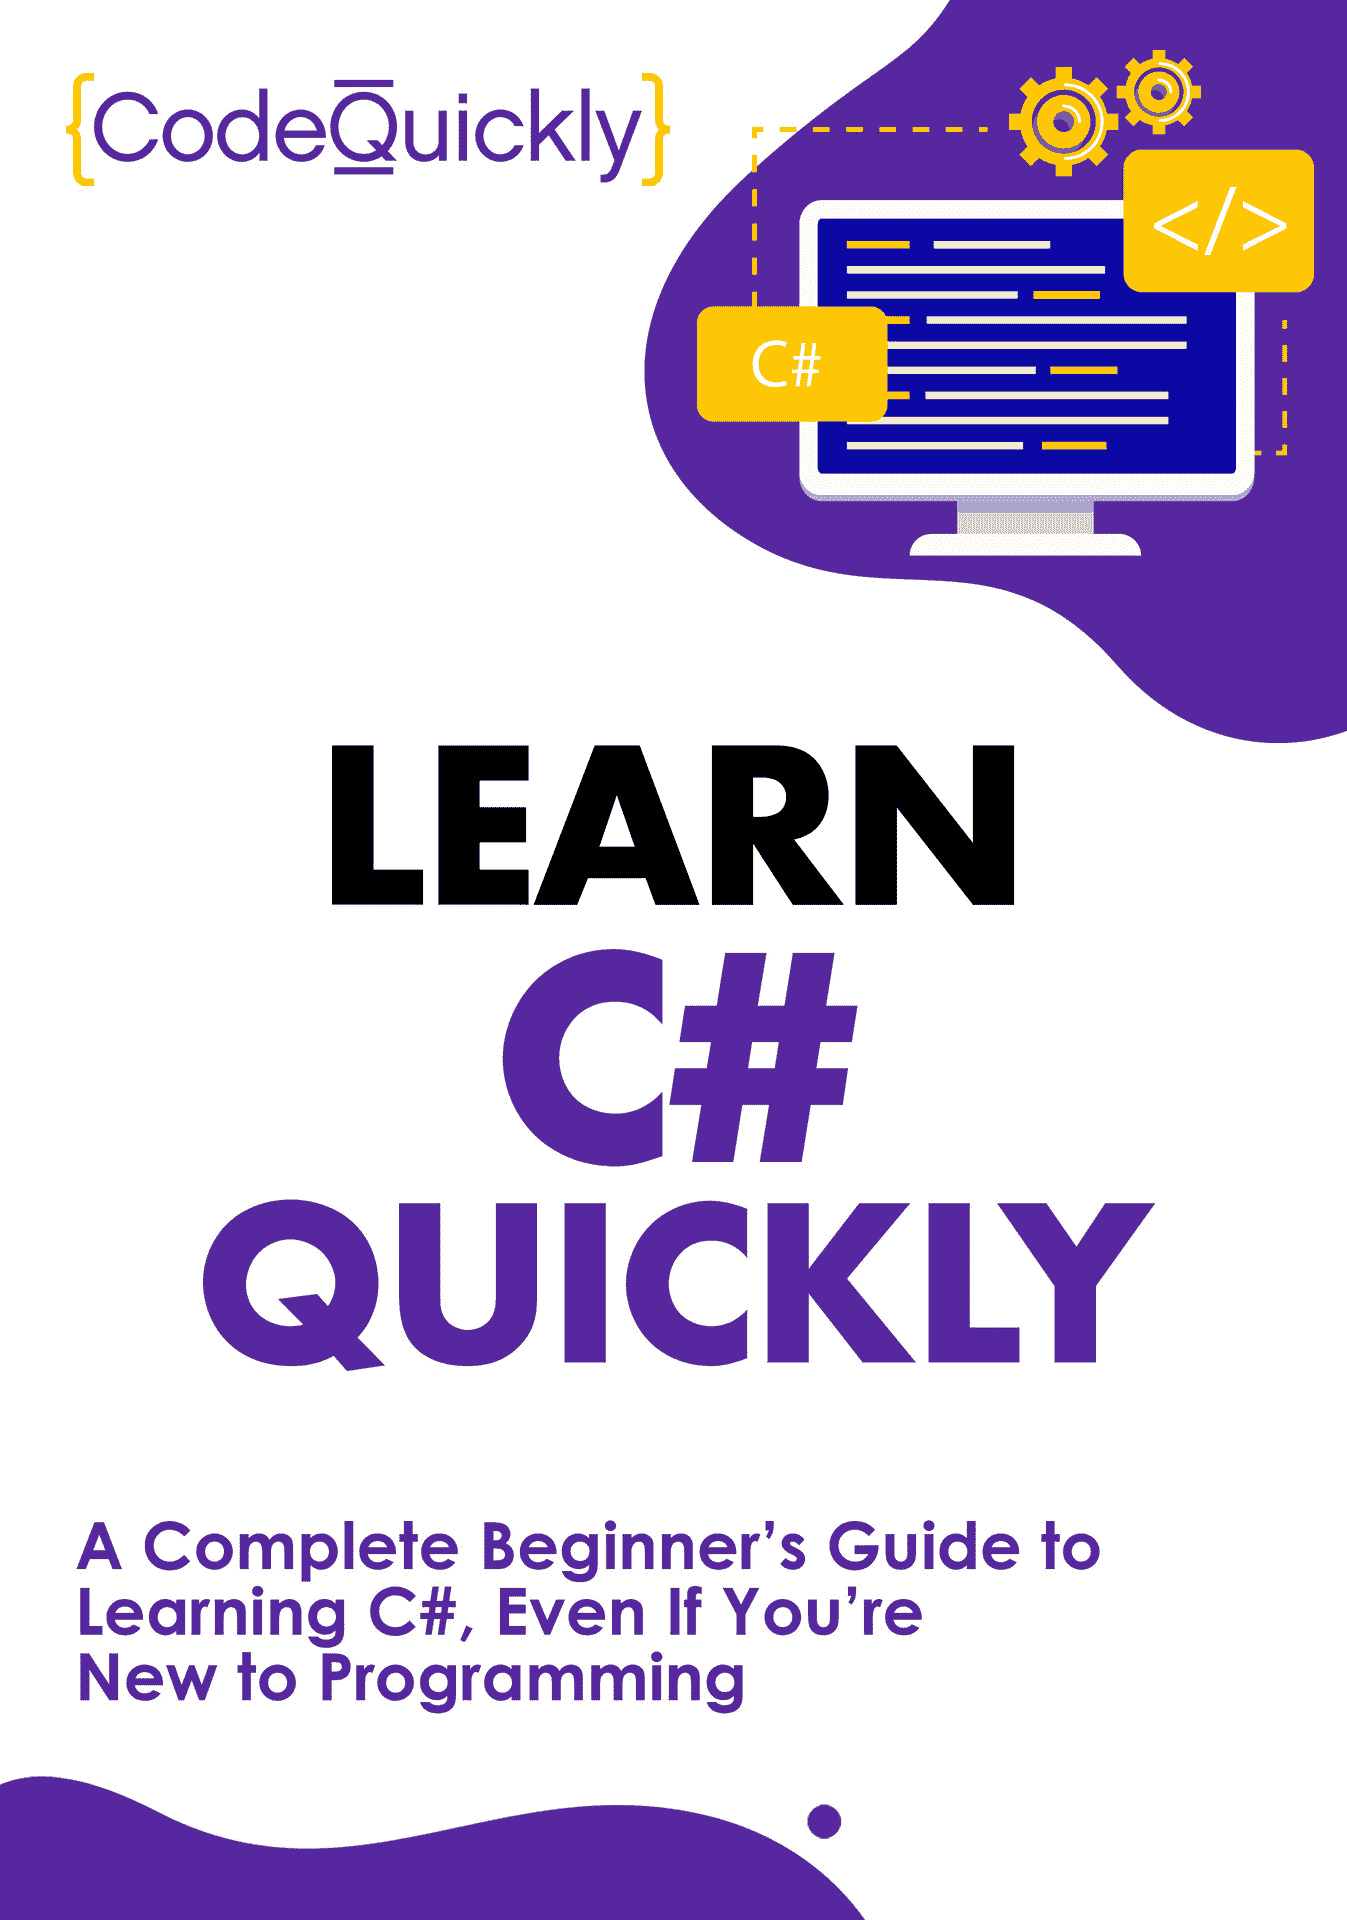 {CodeQuickly}
</>
C#
LEARN
C#
QUICKLY
A Complete Beginner’s Guide to
Learning C#, Even If You’re
New to Programming